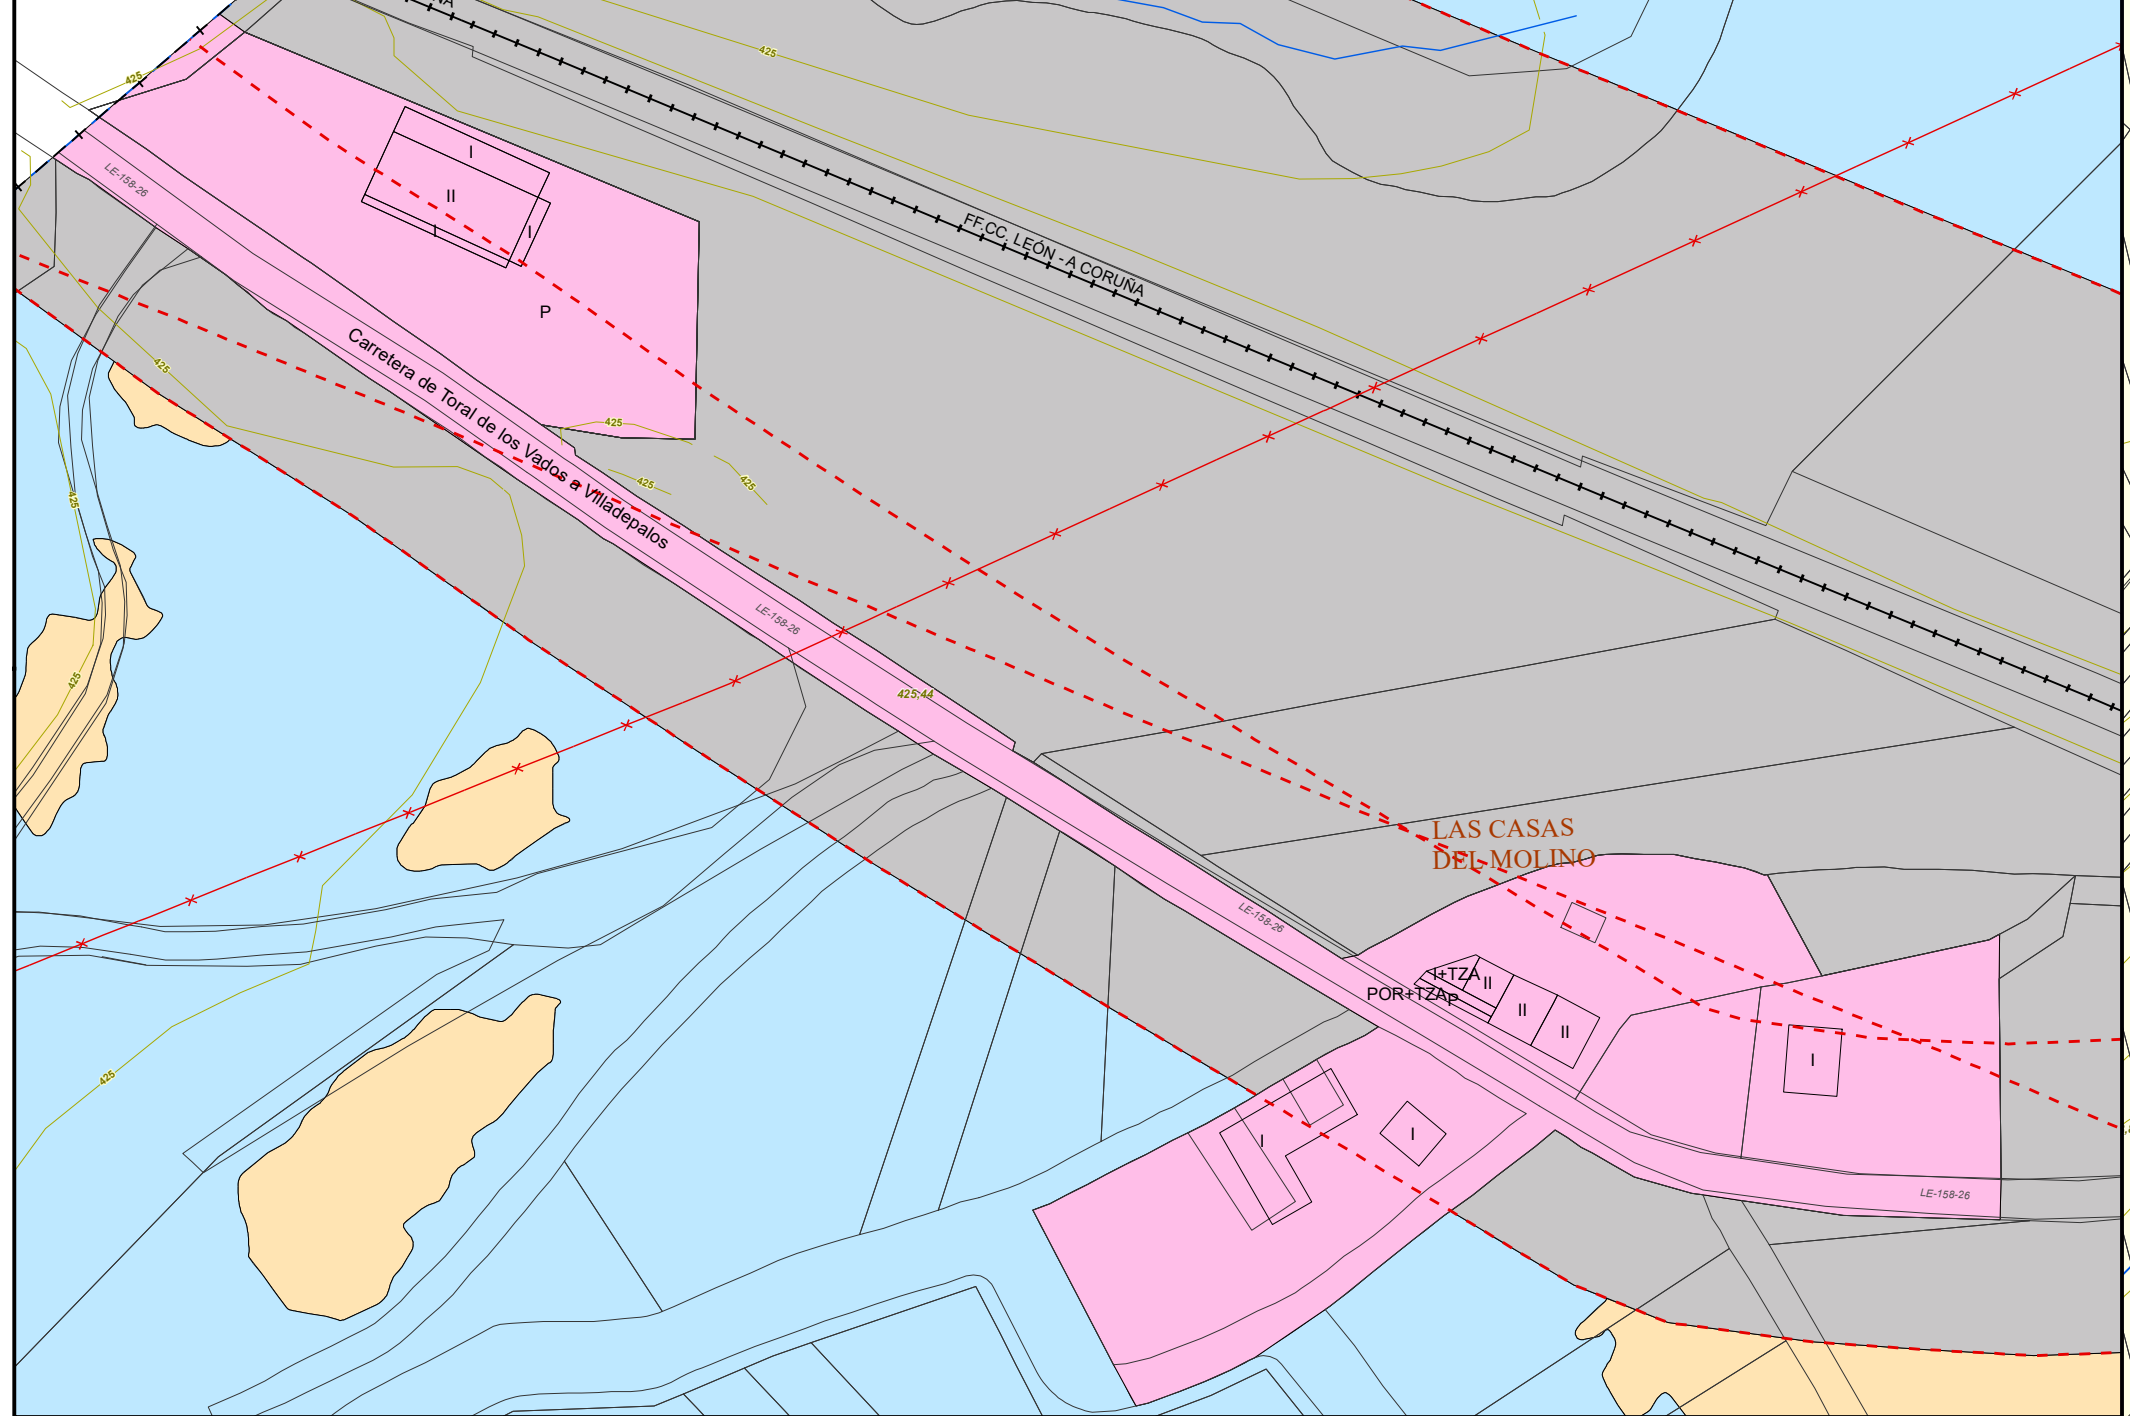 NA
425
425
I
LE-158-26
II
I
I
FF.CC. LEÓN - A CORUÑA
P
Carretera de Toral de los Vados a Villadepalos
425
425
425
425
425
LE-158-26
425
425,44
LAS CASAS
DEL MOLINO
LE-158-26
I+TZA
II
POR+TZA
P
II
II
I
425
I
I
LE-158-26